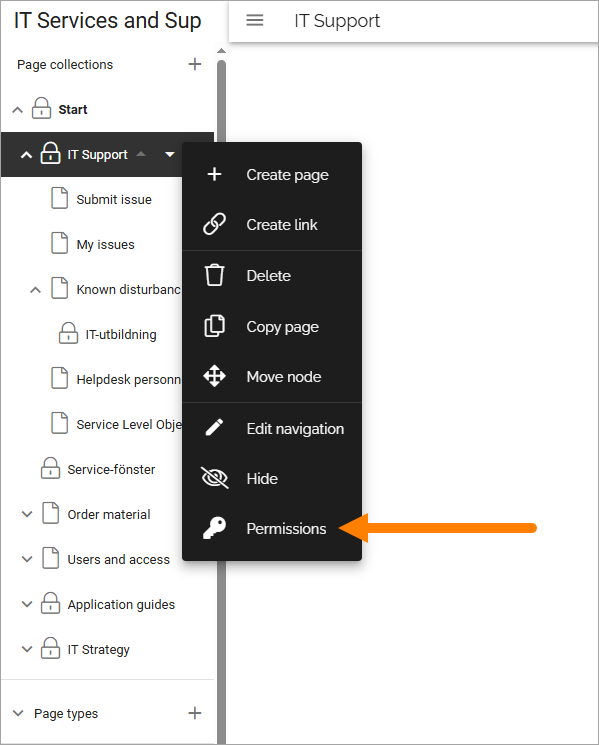 IT Services and Sup
IT Support
Page collections
Start
IT Support
Submit issue
My issues
Known disturbanc
IT-utbildning
Helpdesk personn
Service Level Obje
Service-fönster
Order material
Users and access
Application guides
IT Strategy
Page types
Create page
Create link
Delete
Copy page
Move node
Edit navigation
Hide
Permissions